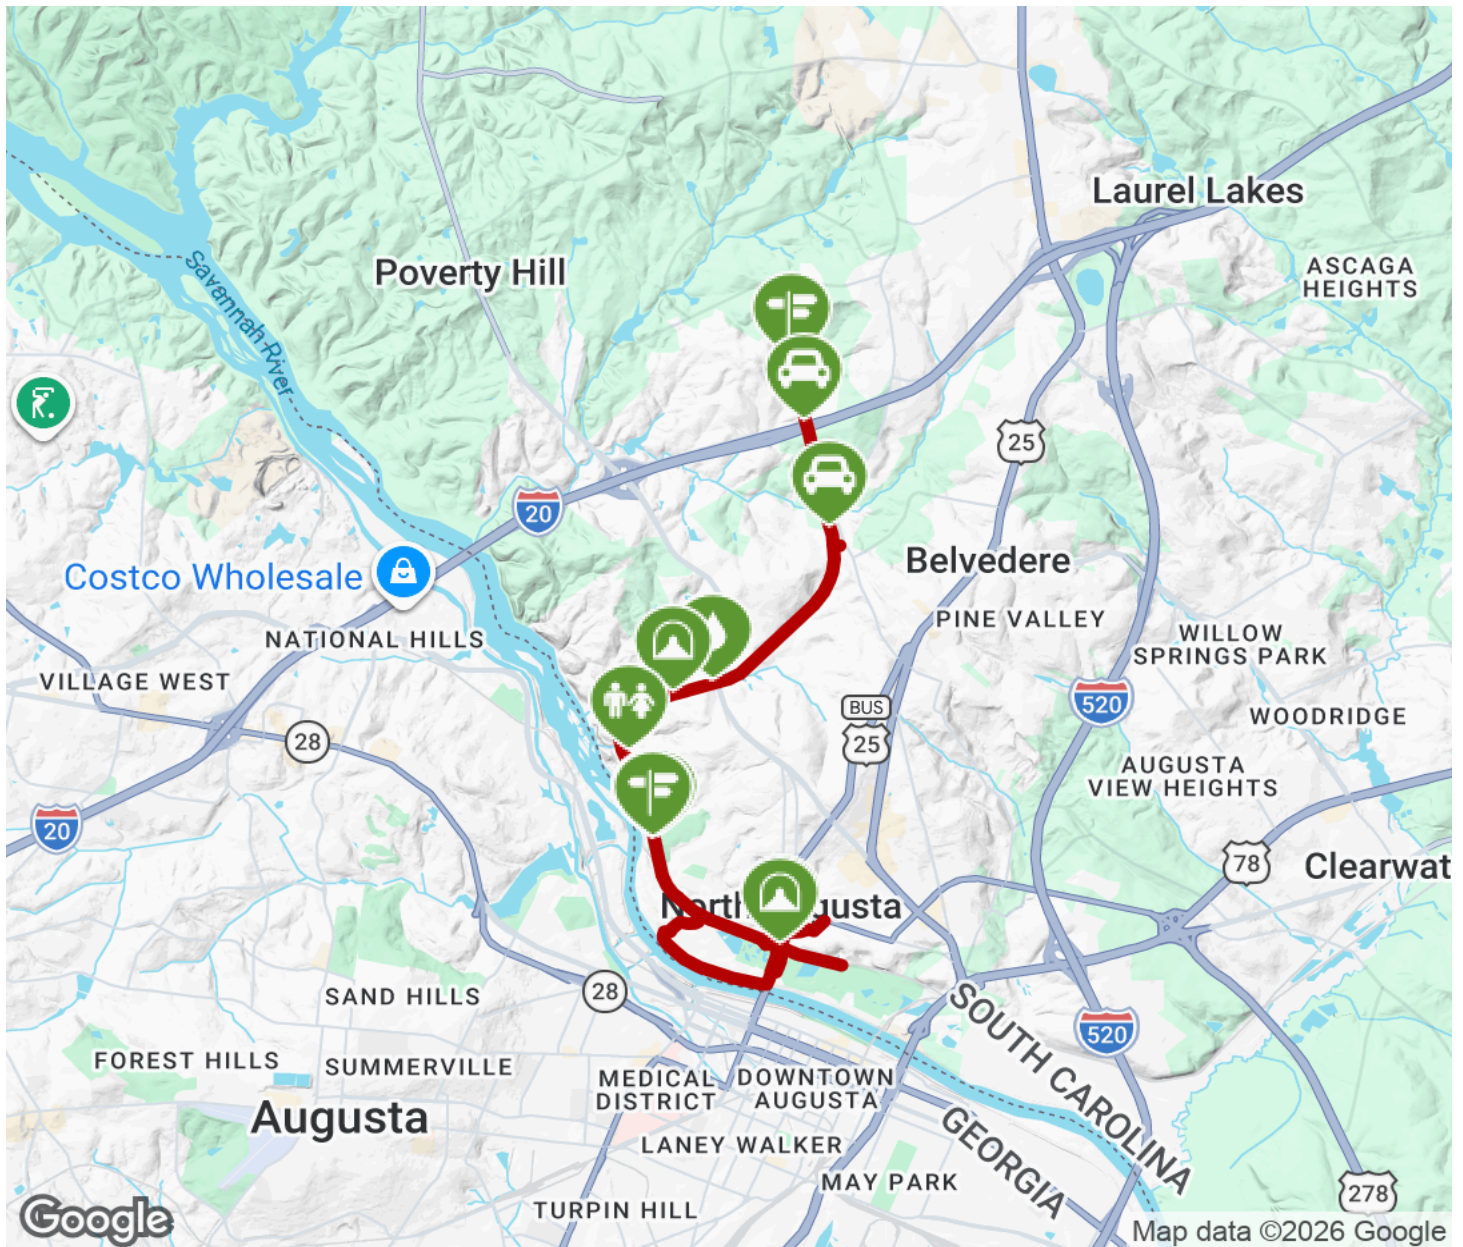 Laurel Lakes
ASCAGA
HEIGHTS
Poverty Hill
Savannah River
25
20
Belvedere
Costco Wholesale
PINE VALLEY
NATIONAL HILLS
WILLOW
SPRINGS PARK
VILLAGE WEST
520
BUS
25
WOODRIDGE
28
AUGUSTA
VIEW HEIGHTS
20
78
Clearwat
North Augusta
SAND HILLS
28
SOUTH CAROLINA
520
FOREST HILLS
SUMMERVILLE
MEDICAL
DISTRICT
DOWNTOWN
AUGUSTA
Augusta
LANEY WALKER
GEORGIA
MAY PARK
278
TURPIN HILL
Google
Map data ©2026 Google